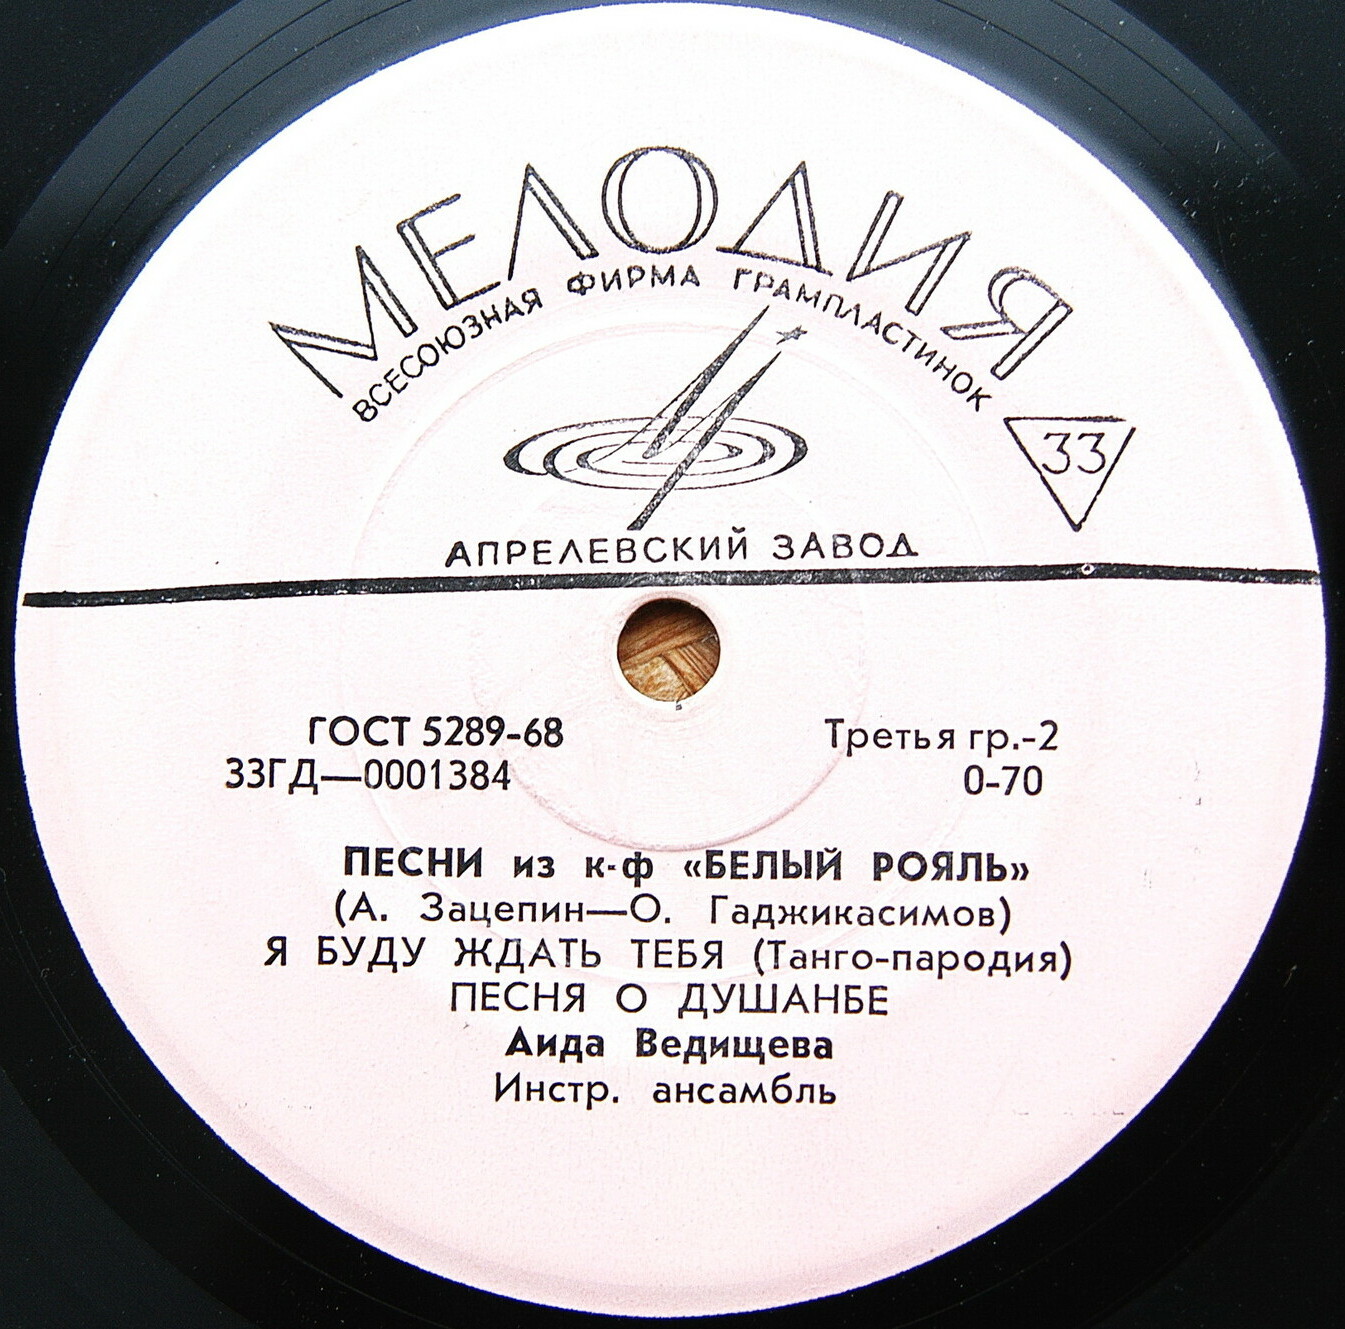 МЕЛОДИЯ
ВСЕСОЮЗНАЯ ФИРМА ГРАМПЛАСТИНОК
33
АПРЕЛЕВСКИЙ ЗАВОД
ГОСТ 5289-68
Третья гр.-2
33ГД—0001384
0-70
ПЕСНИ из к-ф «БЕЛЫЙ РОЯЛЬ»
(А. Зацепин—О. Гаджикасимов)
Я БУДУ ЖДАТЬ ТЕБЯ (Танго-пародия)
ПЕСНЯ О ДУШАНБЕ
Аида Ведищева
Инстр. ансамбль